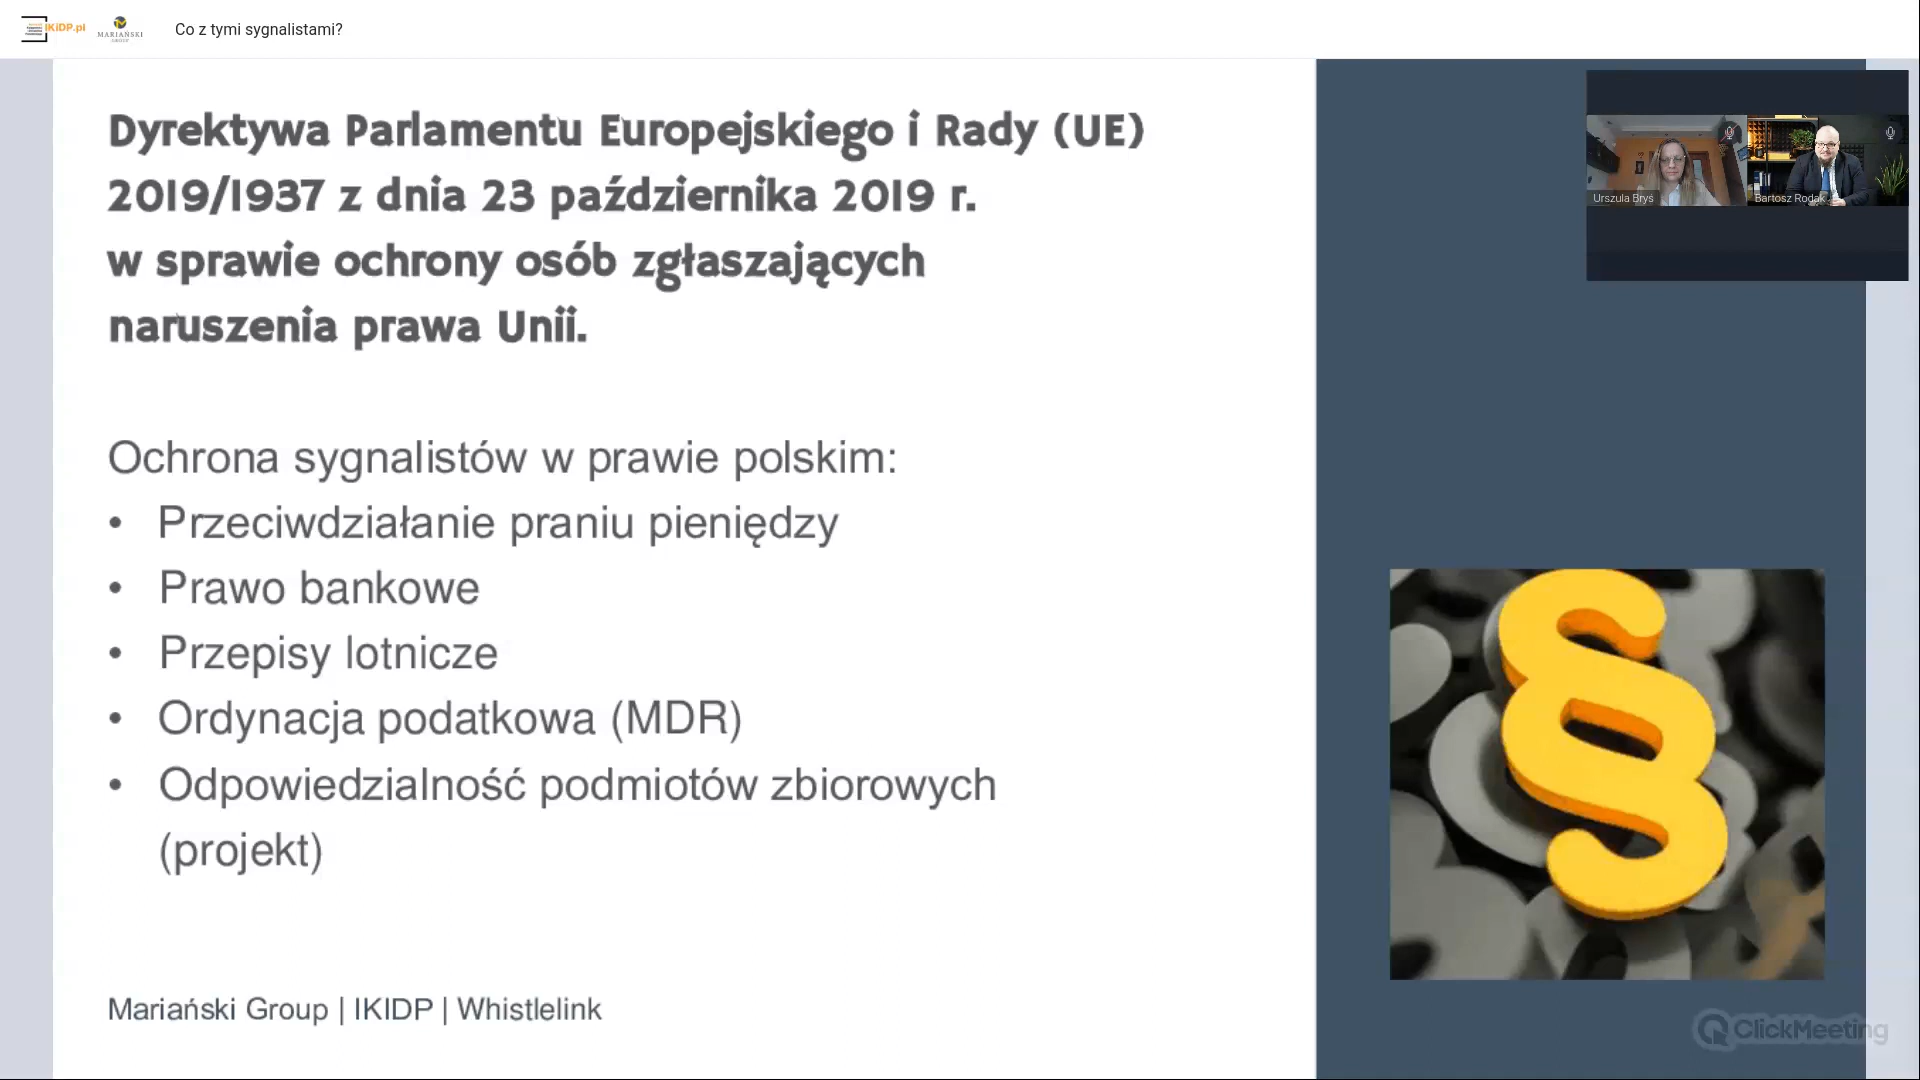 IKiDP.pl
MARIAŃSKI
GROUP
Co z tymi sygnalistami?
Dyrektywa Parlamentu Europejskiego i Rady (UE)
2019/1937 z dnia 23 października 2019 r.
w sprawie ochrony osób zgłaszających
naruszenia prawa Unii.
Urszula Bryś
Bartosz Rodak
Ochrona sygnalistów w prawie polskim:
• Przeciwdziałanie praniu pieniędzy
• Prawo bankowe
• Przepisy lotnicze
• Ordynacja podatkowa (MDR)
• Odpowiedzialność podmiotów zbiorowych
(projekt)
Mariański Group | IKIDP | Whistlelink
ClickMeeting